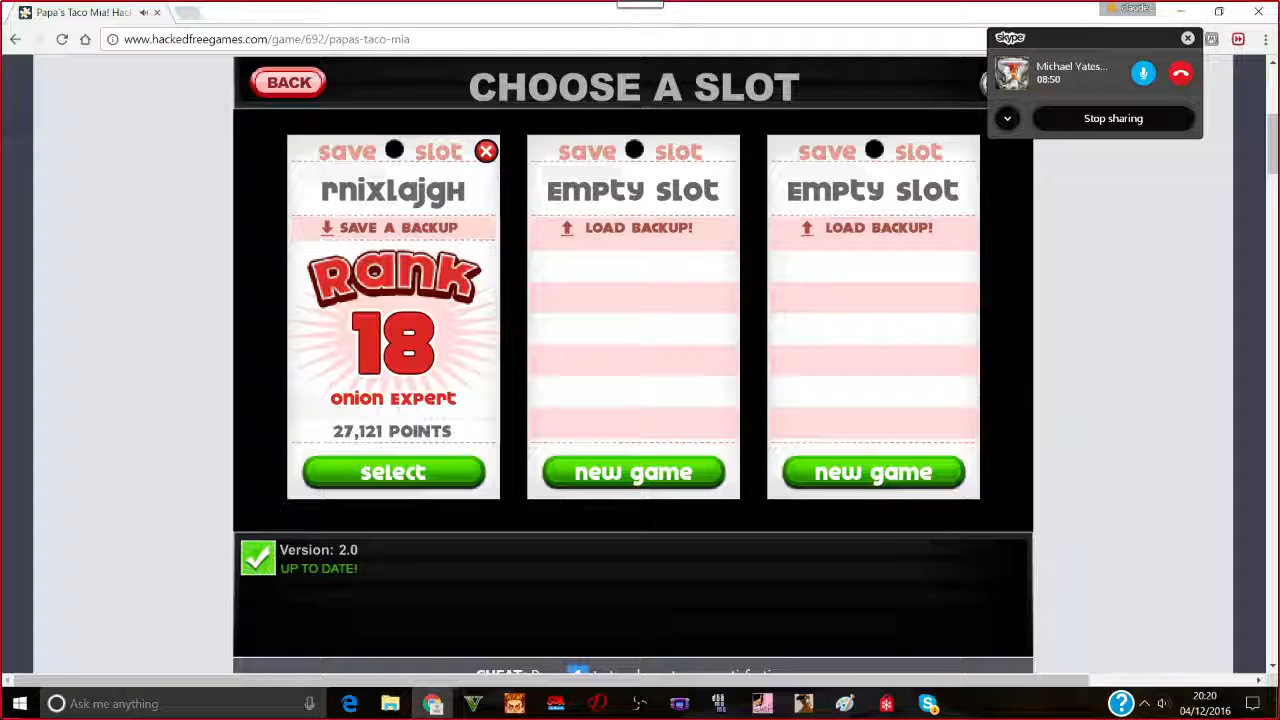 Papa's Taco Mia! Hac
claude
www.hackedfreegames.com/game/692/papas-taco-mia
skype
Michael Yates...
08:50
Stop sharing
BACK
CHOOSE A SLOT
save slot
save slot
save slot
rnixlajgh
Empty Slot
Empty Slot
SAVE A BACKUP
LOAD BACKUP!
LOAD BACKUP!
Rank
18
Onion Expert
27,121 POINTS
select
new game
new game
Version: 2.0
UP TO DATE!
Ask me anything
20:20
04/12/2016